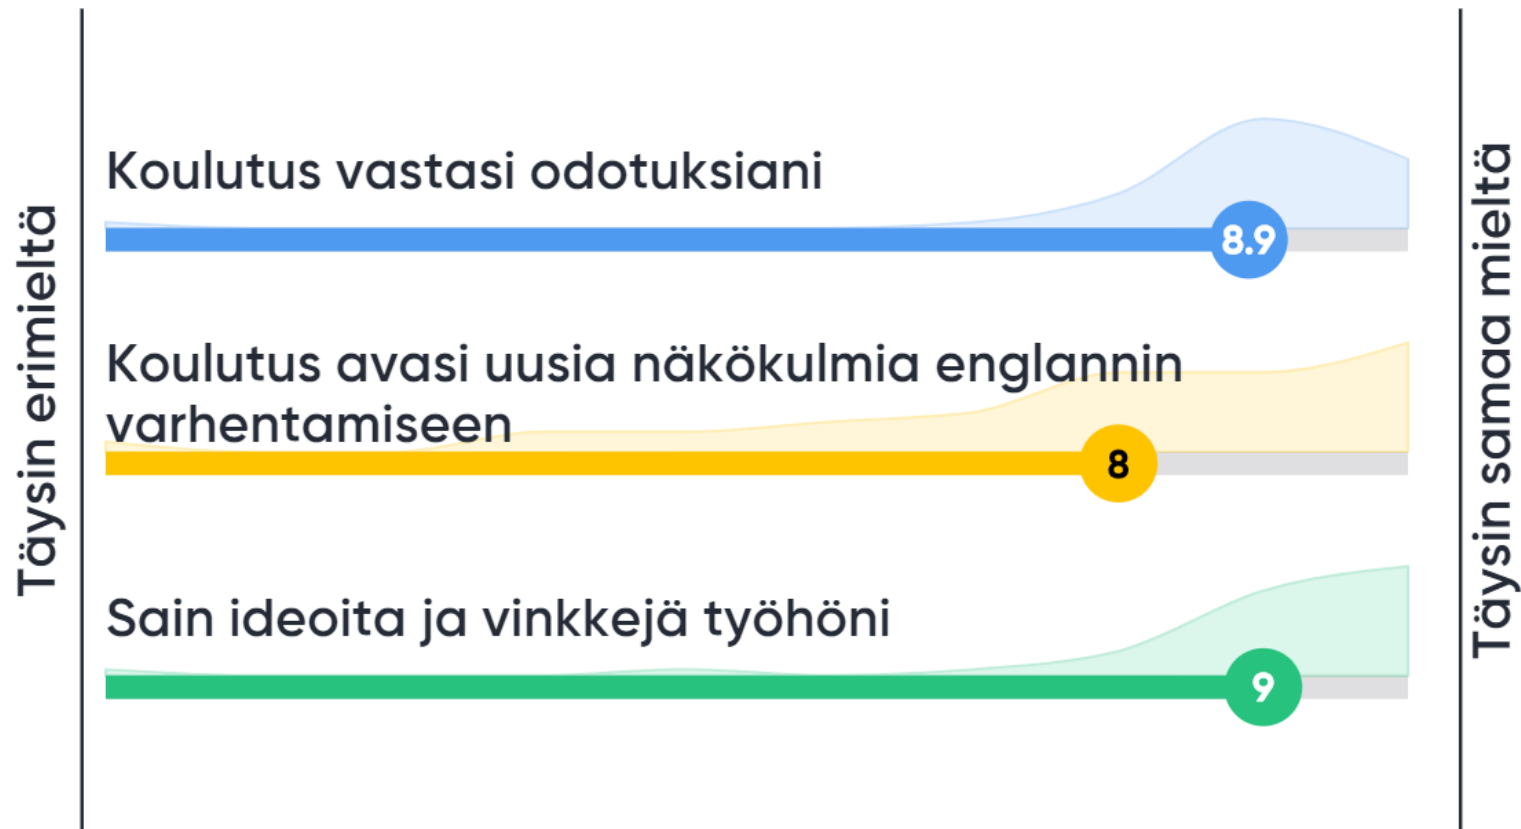 Täysin erimieltä
Koulutus vastasi odotuksiani
8.9
Koulutus avasi uusia näkökulmia englannin
varhentamiseen
8
Sain ideoita ja vinkkejä työhöni
9
Täysin samaa mieltä